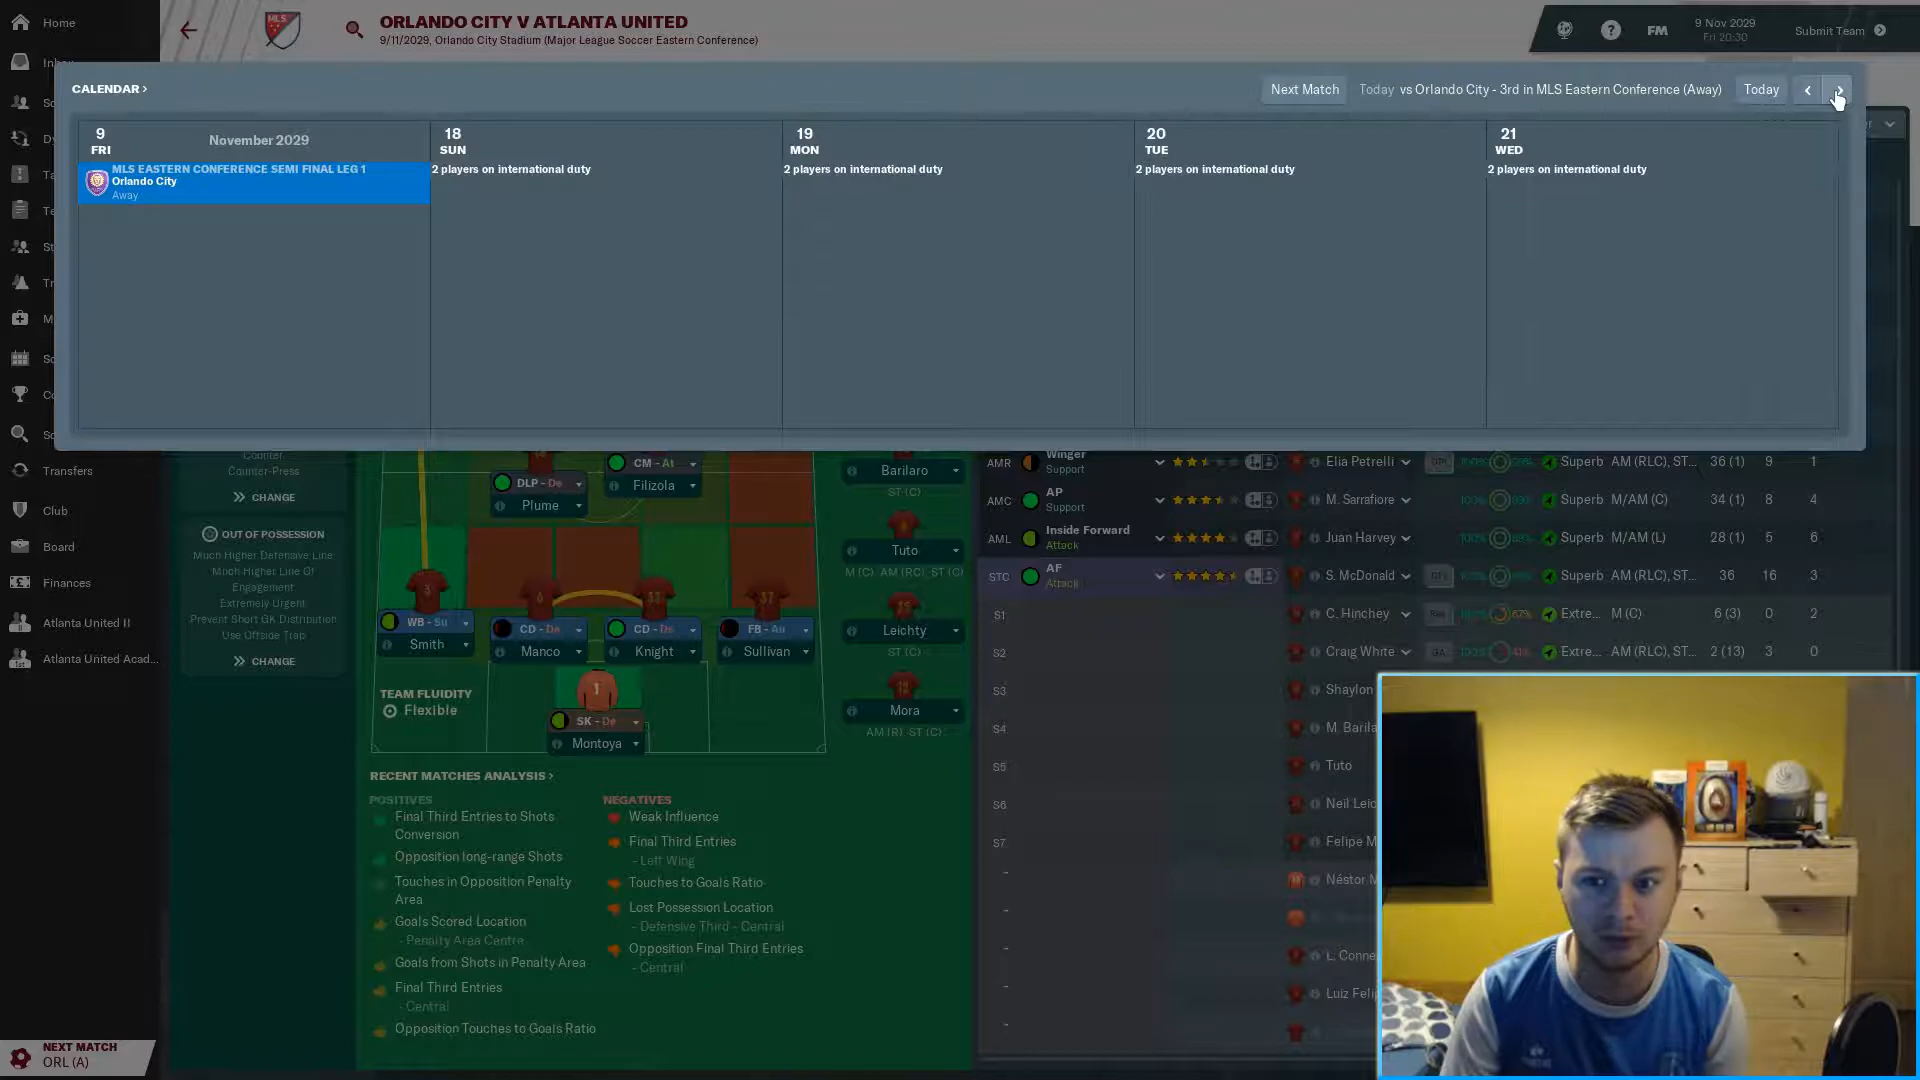 Home
ORLANDO CITY V ATLANTA UNITED
9/11/2029, Orlando City Stadium (Major League Soccer Eastern Conference)
FM
9 Nov 2029
Fri 20:30
Submit Team
CALENDAR >
Next Match
Today vs Orlando City - 3rd in MLS Eastern Conference (Away)
Today
9
FRI
November 2029
18
SUN
19
MON
20
TUE
21
WED
MLS EASTERN CONFERENCE SEMI FINAL LEG 1
Orlando City
Away
2 players on international duty
2 players on international duty
2 players on international duty
2 players on international duty
Transfers
Club
Board
Finances
Atlanta United II
Atlanta United Acad...
NEXT MATCH
ORL (A)
Counter
Counter-Press
CHANGE
OUT OF POSSESSION
Much Higher Defensive Line
Much Higher Line Of
Engagement
Extremely Urgent
Prevent Short GK Distribution
Use Offside Trap
CHANGE
CM - At
Filizola
DLP - De
Plume
WB - Su
Smith
CD - De
Manco
CD - De
Knight
FB - Au
Sullivan
TEAM FLUIDITY
Flexible
SK - De
Montoya
Barilaro
ST (C)
Tuto
M (C), AM (RC), ST (C)
Leichty
ST (C)
Mora
AM (R), ST (C)
RECENT MATCHES ANALYSIS >
POSITIVES
Final Third Entries to Shots
Conversion
Opposition long-range Shots
Touches in Opposition Penalty
Area
Goals Scored Location
- Penalty Area Centre
Goals from Shots in Penalty Area
Final Third Entries
- Central
Opposition Touches to Goals Ratio
NEGATIVES
Weak Influence
Final Third Entries
- Left Wing
Touches to Goals Ratio
Lost Possession Location
- Defensive Third - Central
Opposition Final Third Entries
- Central
AMR Winger Support Elia Petrelli Superb AM (RLC), ST... 36 (1) 9 1
AMC AP Support M. Sarrafiore Superb M/AM (C) 34 (1) 8 4
AML Inside Forward Attack Juan Harvey Superb M/AM (L) 28 (1) 5 6
STC AF Attack S. McDonald Superb AM (RLC), ST... 36 16 3
S1 C. Hinchey Extre... M (C) 6 (3) 0 2
S2 Craig White Extre... AM (RLC), ST... 2 (13) 3 0
S3 Shaylon
S4 M. Barila
S5 Tuto
S6 Neil Leic
S7 Felipe M
Néstor M
L. Conne
Luiz Feli